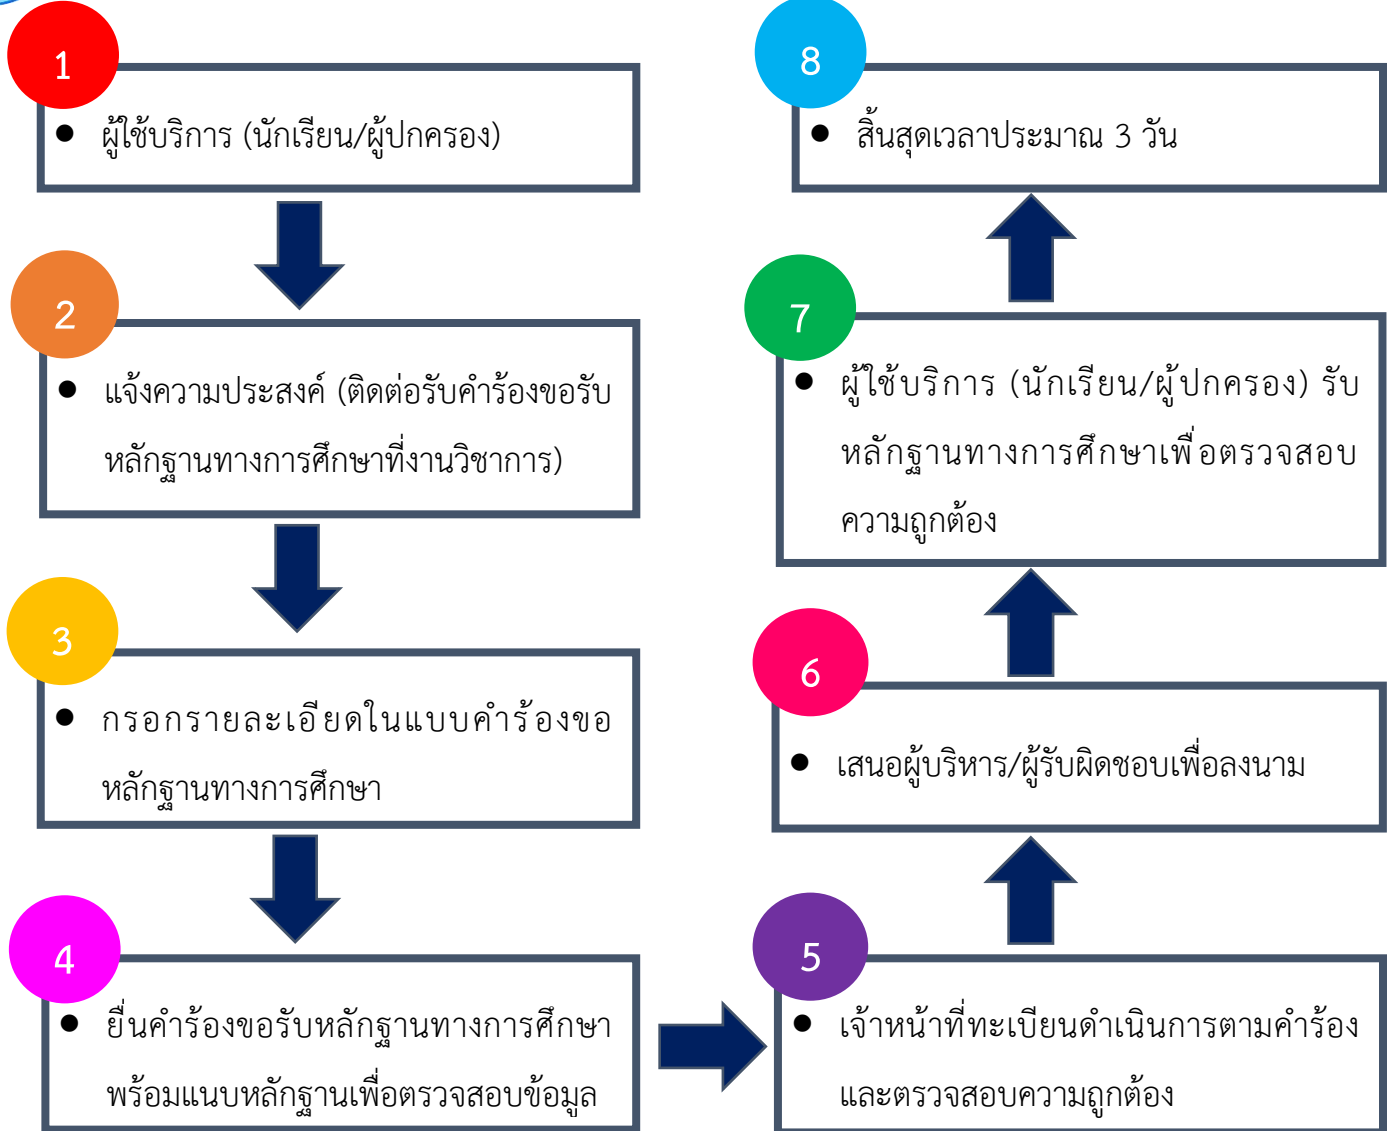 1
ผู้ใช้บริการ (นักเรียน/ผู้ปกครอง)
2
แจ้งความประสงค์ (ติดต่อรับคำร้องขอรับ
หลักฐานทางการศึกษาที่งานวิชาการ)
3
กรอกรายละเอียดในแบบคำร้องขอ
หลักฐานทางการศึกษา
4
ยื่นคำร้องขอรับหลักฐานทางการศึกษา
พร้อมแนบหลักฐานเพื่อตรวจสอบข้อมูล
5
เจ้าหน้าที่ทะเบียนดำเนินการตามคำร้อง
และตรวจสอบความถูกต้อง
6
เสนอผู้บริหาร/ผู้รับผิดชอบเพื่อลงนาม
7
ผู้ใช้บริการ (นักเรียน/ผู้ปกครอง) รับ
หลักฐานทางการศึกษาเพื่อตรวจสอบ
ความถูกต้อง
8
สิ้นสุดเวลาประมาณ 3 วัน